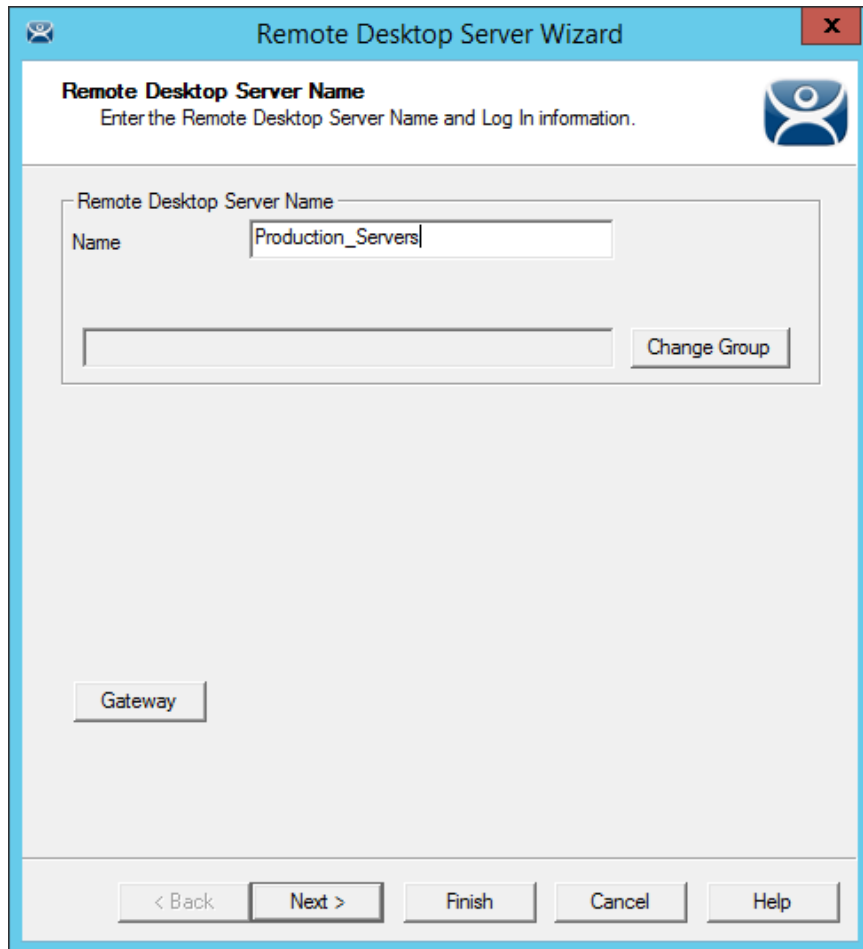 Remote Desktop Server Wizard
x
Remote Desktop Server Name
Enter the Remote Desktop Server Name and Log In information.
Remote Desktop Server Name
Name
Production_Servers
Change Group
Gateway
< Back
Next >
Finish
Cancel
Help